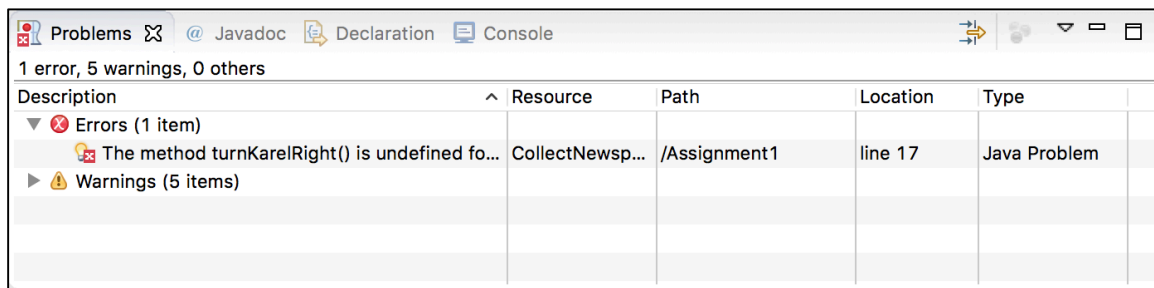 Problems @ Javadoc Declaration Console
1 error, 5 warnings, 0 others
Description Resource Path Location Type
Errors (1 item)
The method turnKarelRight() is undefined fo... CollectNewsp... /Assignment1 line 17 Java Problem
Warnings (5 items)